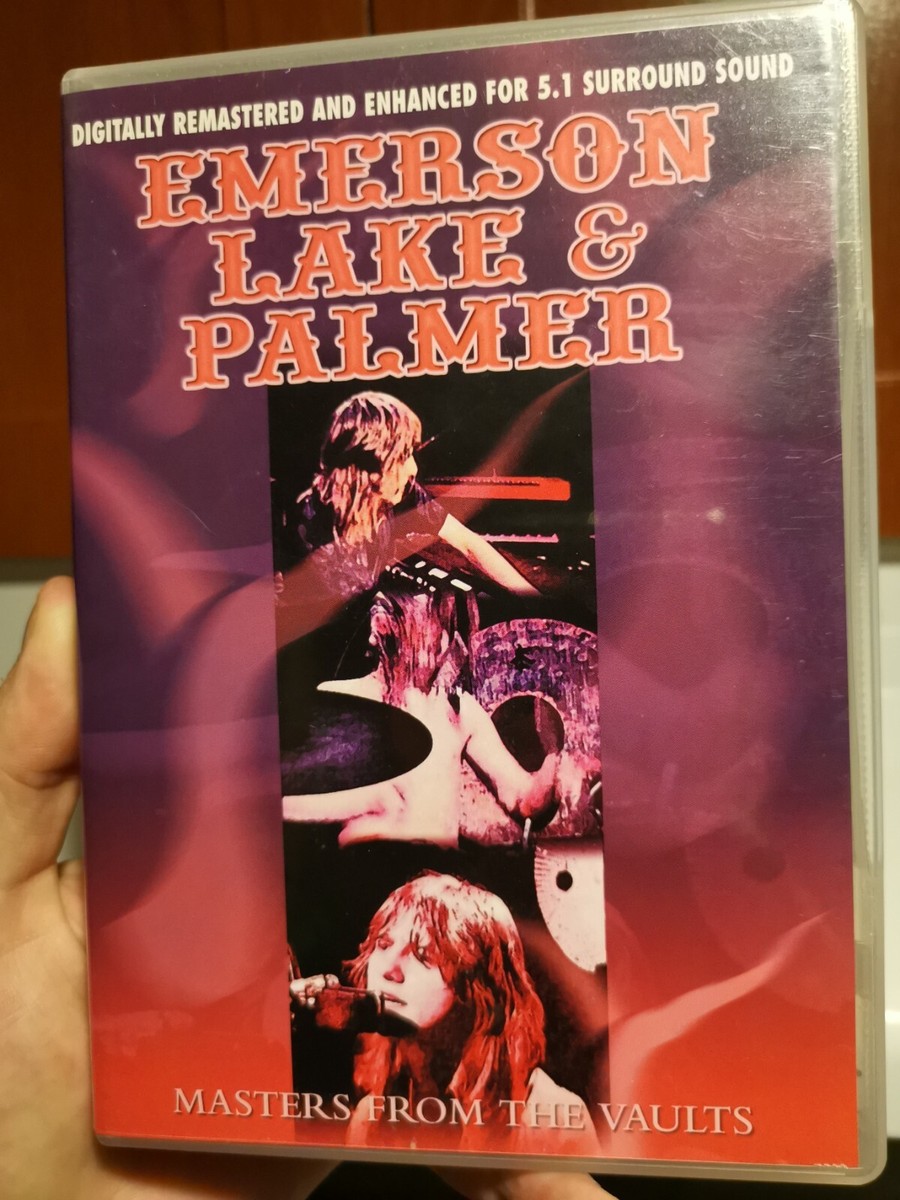 DIGITALLY REMASTERED AND ENHANCED FOR 5.1 SURROUND SOUND
EMERSON
LAKE &
PALMER
MASTERS FROM THE VAULTS